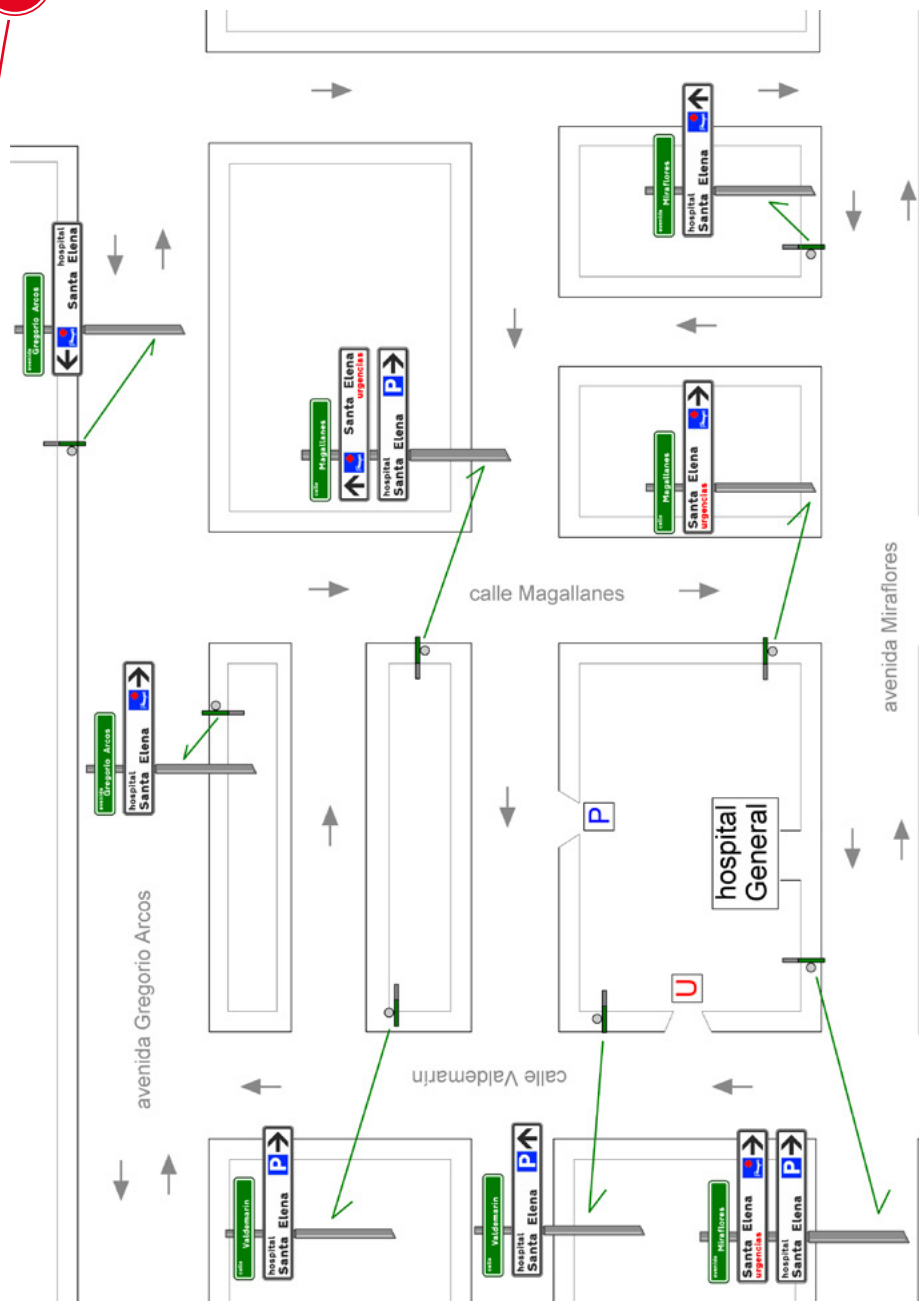 avenida
Miraflores
hospital
Santa Elena
avenida
Gregorio Arcos
hospital
Santa Elena
calle
Magallanes
Santa Elena
urgencias
hospital
Santa Elena
P
calle
Magallanes
Santa Elena
urgencias
calle Magallanes
avenida Miraflores
avenida
Gregorio Arcos
hospital
Santa Elena
P
hospital
General
avenida Gregorio Arcos
U
calle Valdemarín
calle
Valdemarin
hospital
Santa Elena
P
calle
Valdemarin
hospital
Santa Elena
P
avenida
Miraflores
Santa Elena
urgencias
hospital
Santa Elena
P